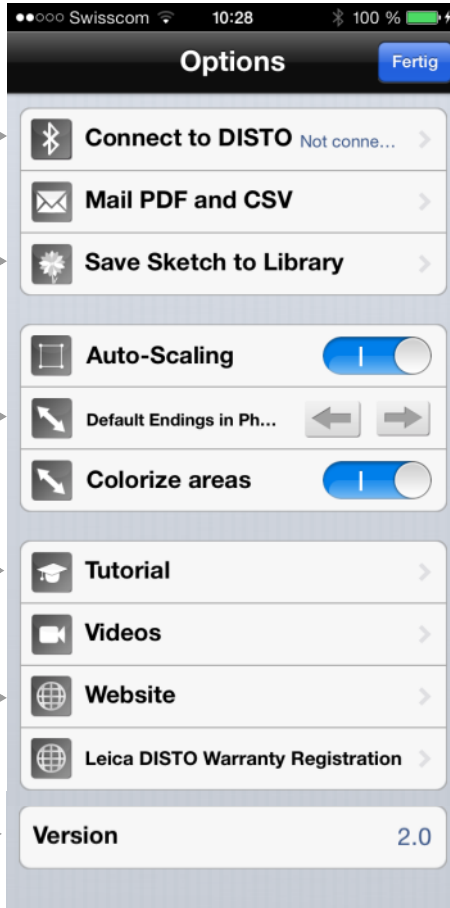 Swisscom 10:28 100 %
Options Fertig
Connect to DISTO Not conne...
Mail PDF and CSV
Save Sketch to Library
Auto-Scaling
Default Endings in Ph...
Colorize areas
Tutorial
Videos
Website
Leica DISTO Warranty Registration
Version 2.0